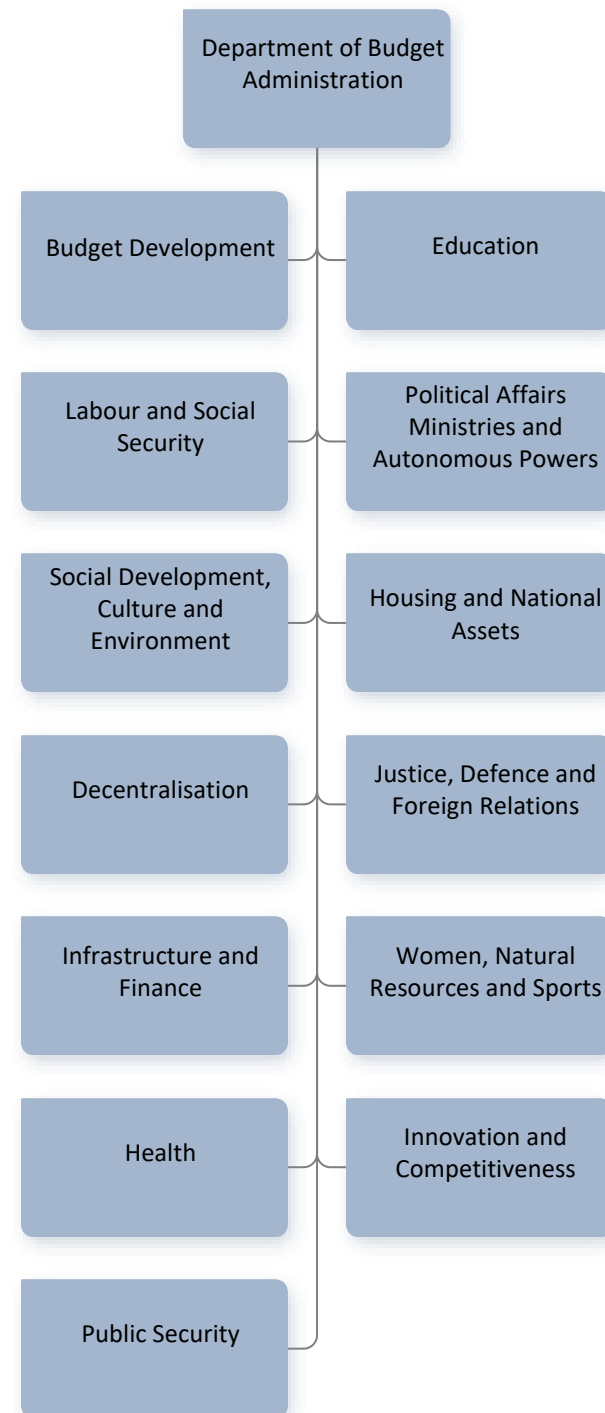 Department of Budget
Administration
Budget Development
Education
Labour and Social
Security
Political Affairs
Ministries and
Autonomous Powers
Social Development,
Culture and
Environment
Housing and National
Assets
Decentralisation
Justice, Defence and
Foreign Relations
Infrastructure and
Finance
Women, Natural
Resources and Sports
Health
Innovation and
Competitiveness
Public Security